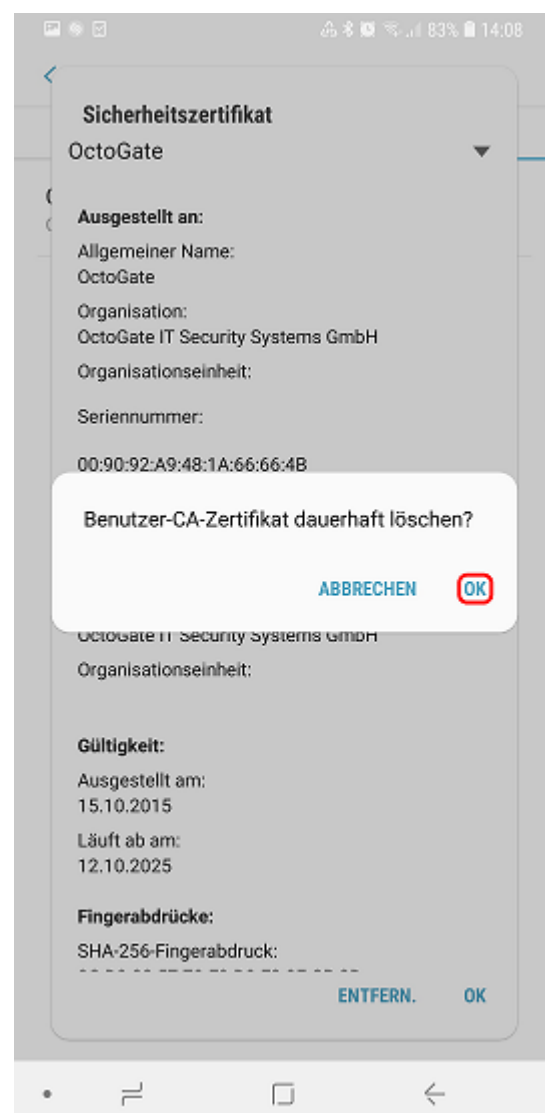 83% 14:08
Sicherheitszertifikat
OctoGate
Ausgestellt an:
Allgemeiner Name:
OctoGate
Organisation:
OctoGate IT Security Systems GmbH
Organisationseinheit:
Seriennummer:
00:90:92:A9:48:1A:66:66:4B
Benutzer-CA-Zertifikat dauerhaft löschen?
ABBRECHEN OK
OctoGate IT Security Systems GmbH
Organisationseinheit:
Gültigkeit:
Ausgestellt am:
15.10.2015
Läuft ab am:
12.10.2025
Fingerabdrücke:
SHA-256-Fingerabdruck:
ENTFERN. OK